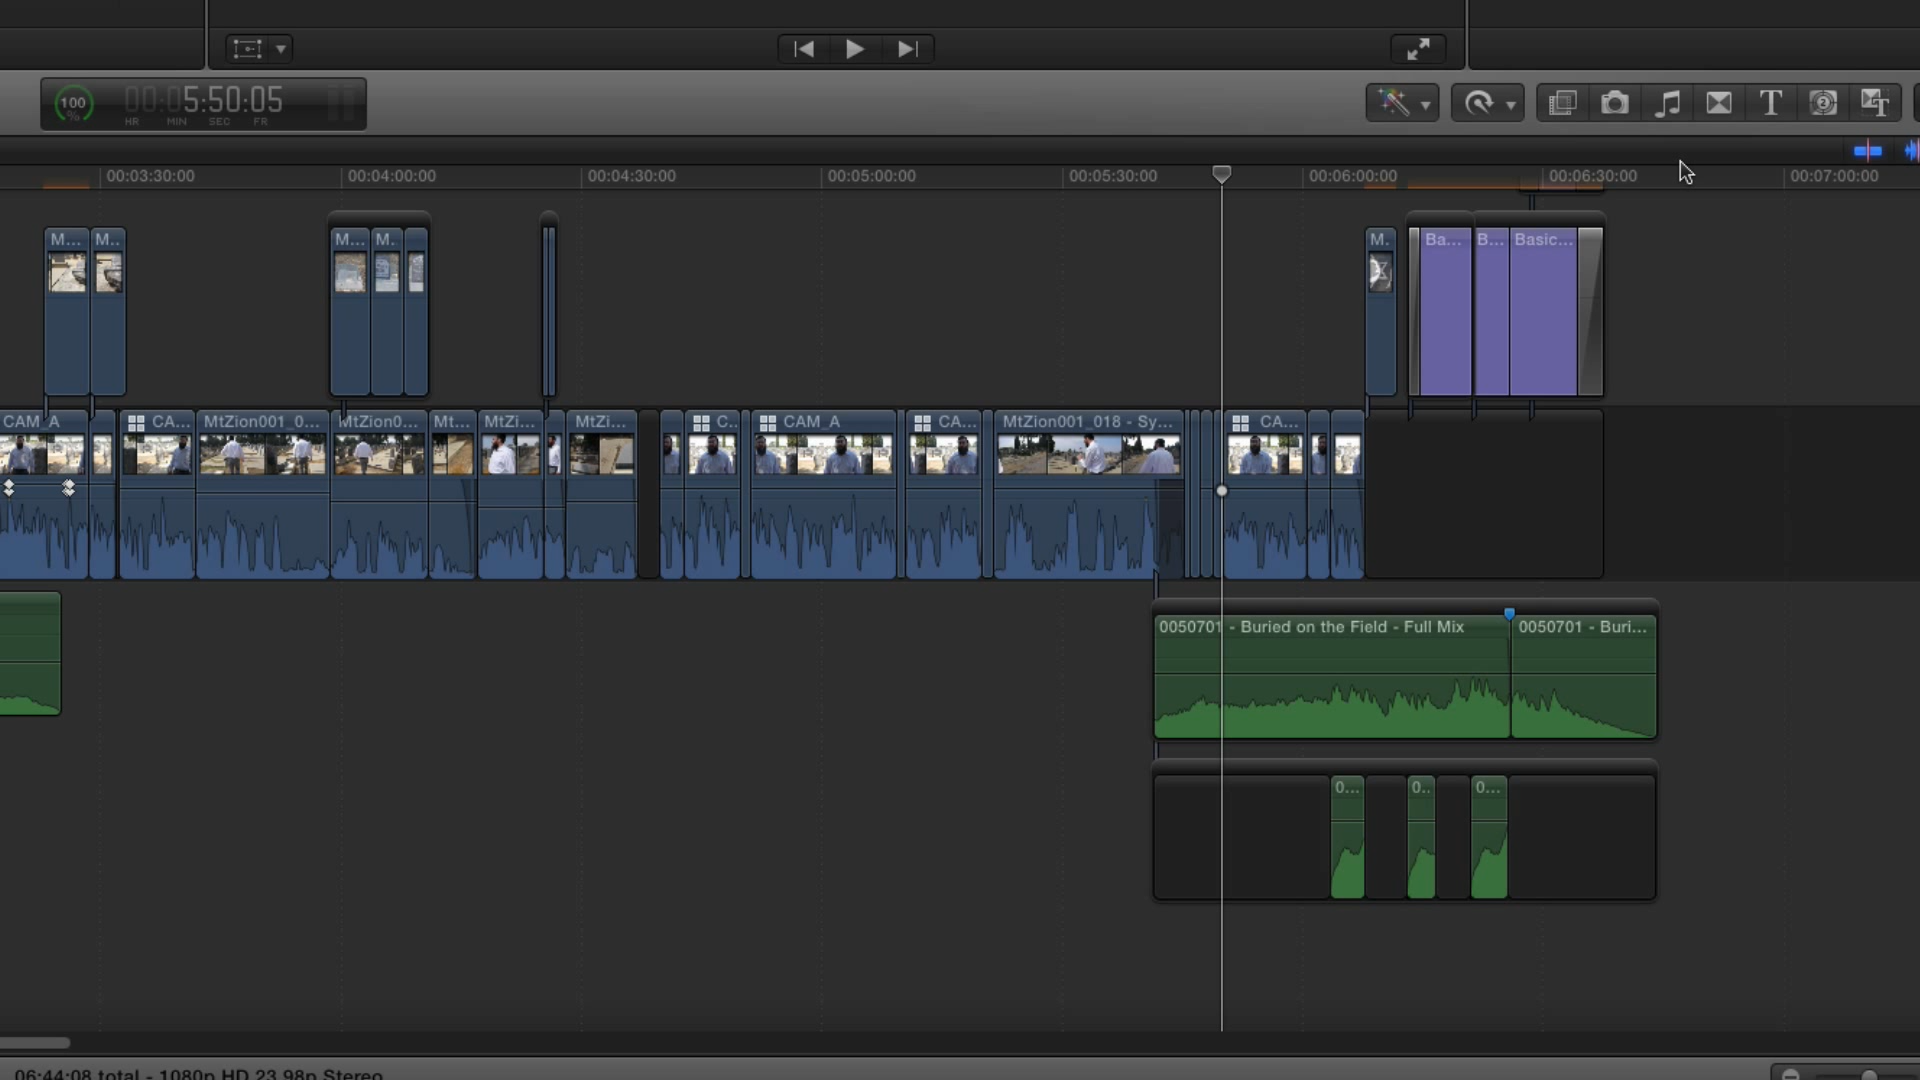 100 %
00:05:50:05
HR MIN SEC FR
T
2
T
00:03:30:00 00:04:00:00 00:04:30:00 00:05:00:00 00:05:30:00 00:06:00:00 00:06:30:00 00:07:00:00
M... M.. M... M. M. Ba... B... Basic...
CAM_A CA... MtZion001_0... MtZion0... Mt... MtZi... MtZi... C.. CAM_A CA... MtZion001_018 - Sy... CA...
0050701 - Buried on the Field - Full Mix 0050701 - Buri...
0... 0.. 0...
06:44:08 total - 1080p HD 23.98p Stereo